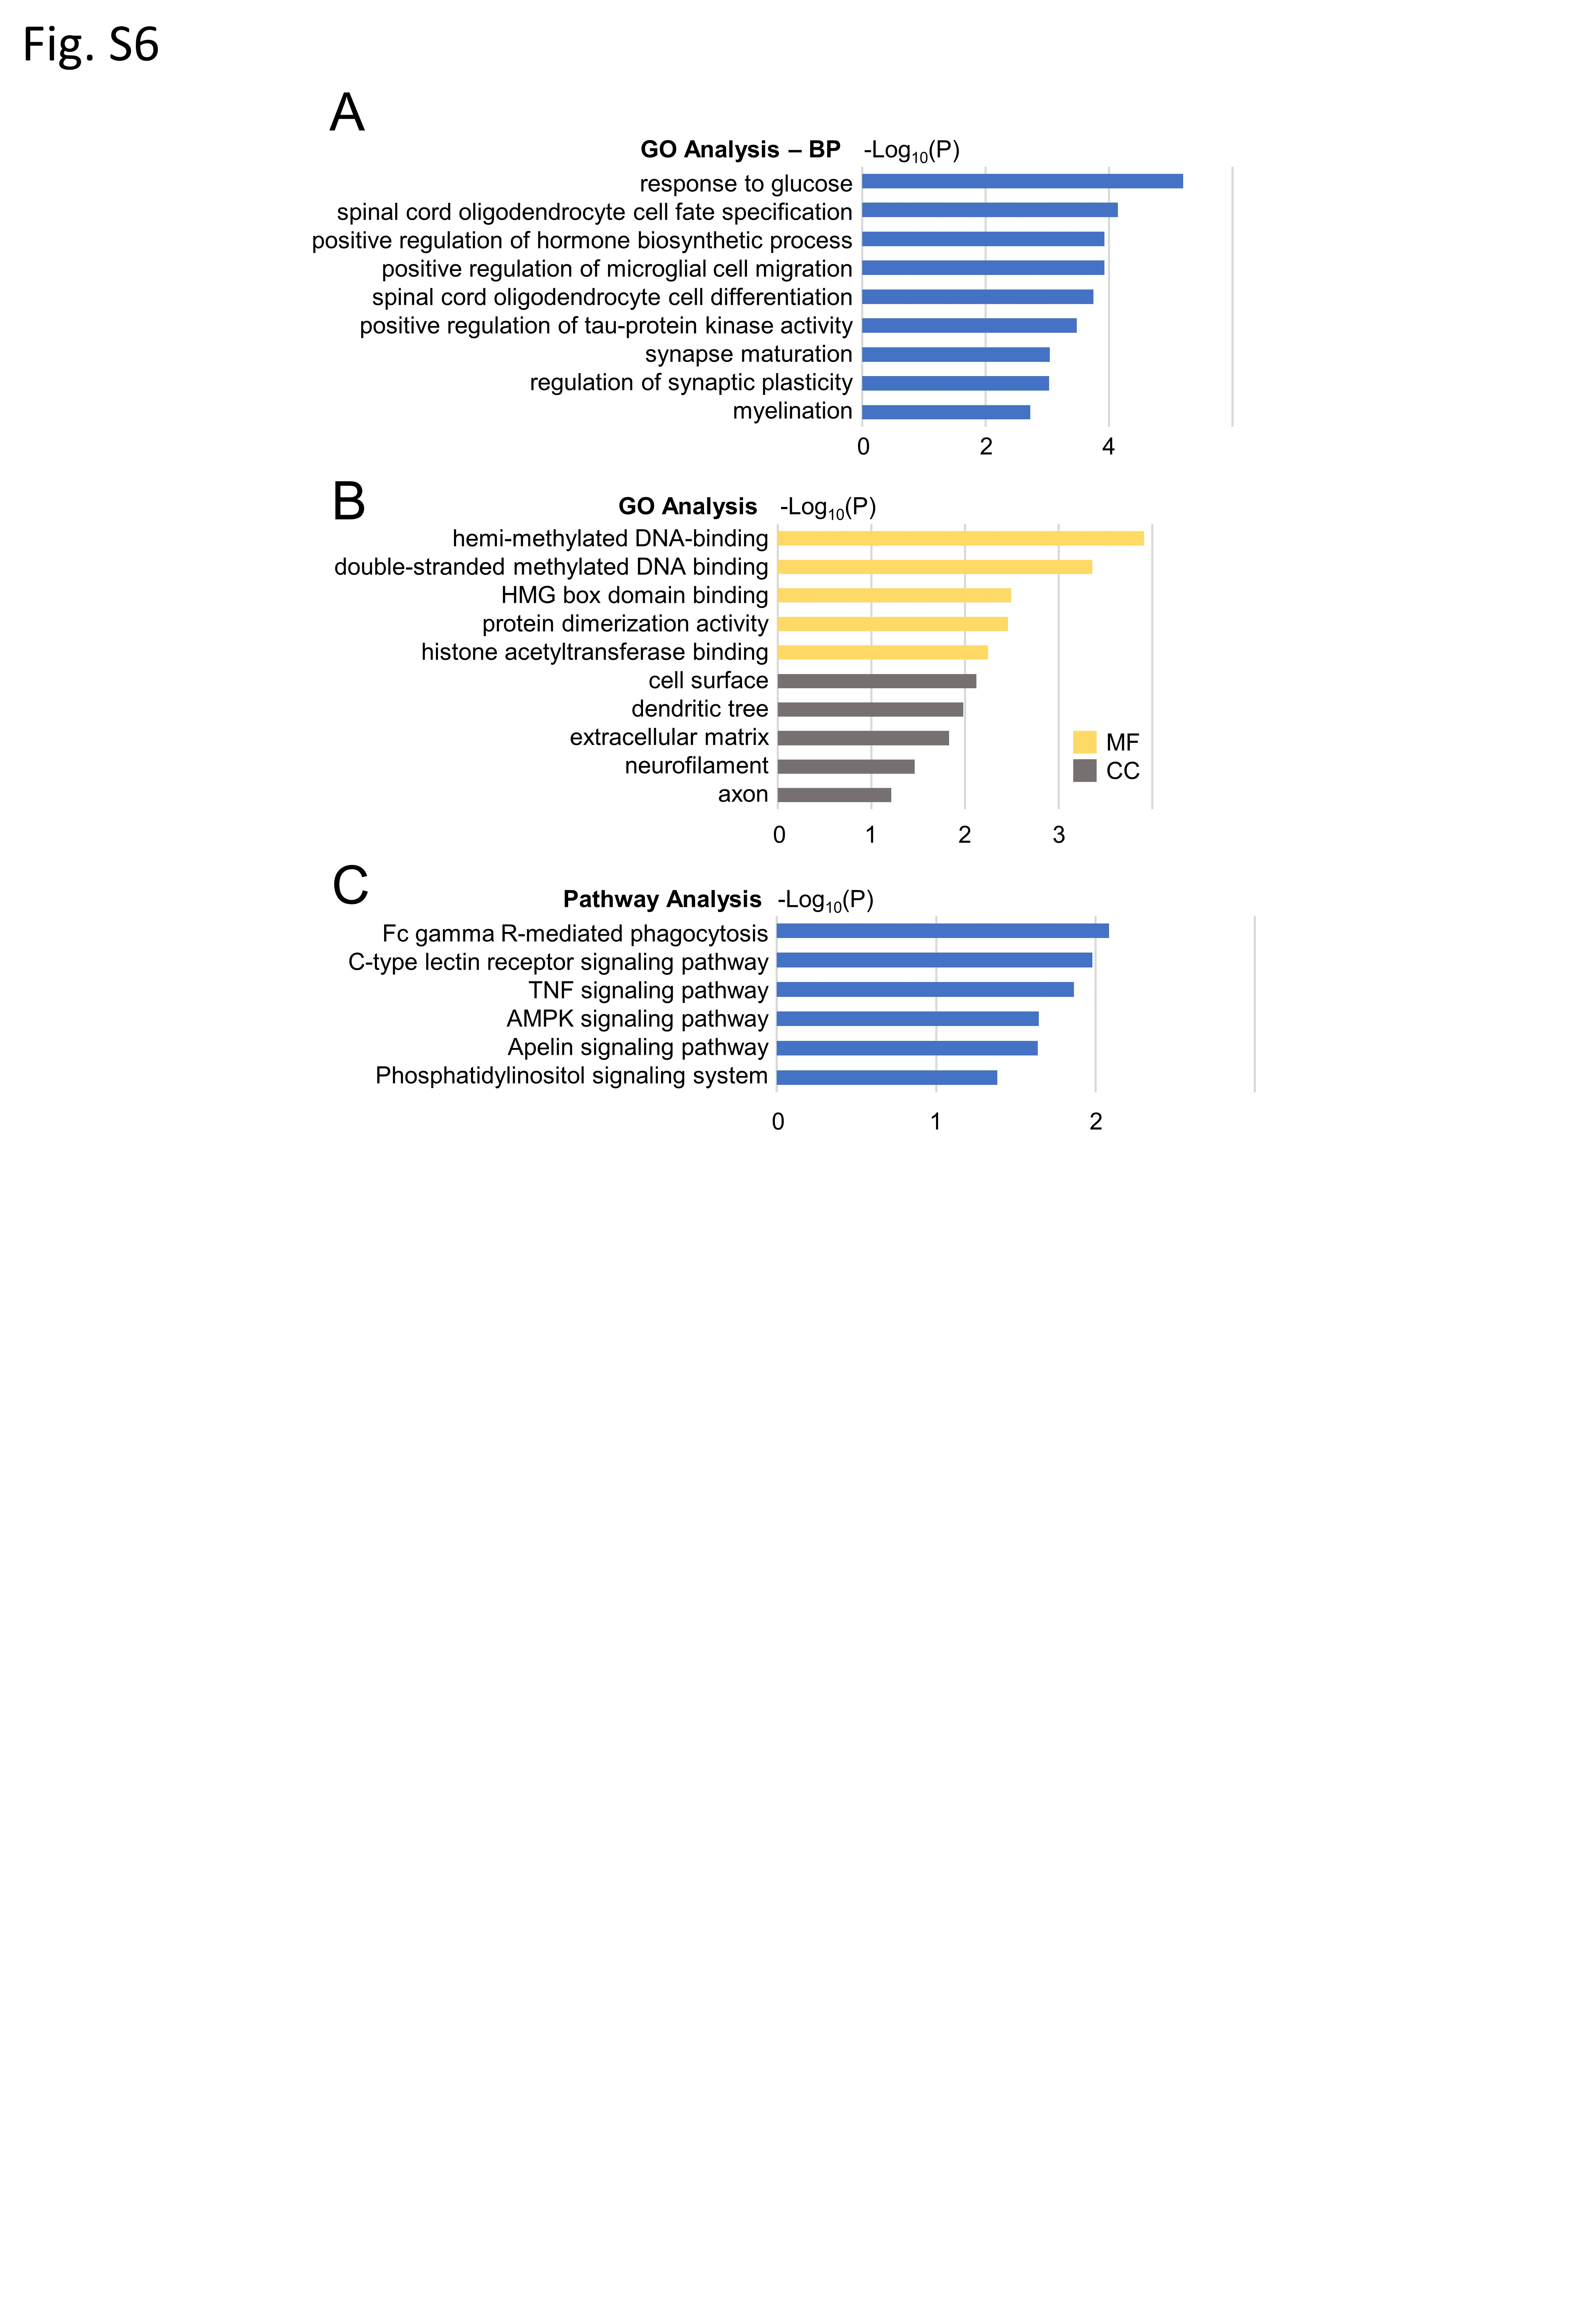 Fig. S6
A
GO Analysis – BP -Log10(P)
response to glucose
spinal cord oligodendrocyte cell fate specification
positive regulation of hormone biosynthetic process
positive regulation of microglial cell migration
spinal cord oligodendrocyte cell differentiation
positive regulation of tau-protein kinase activity
synapse maturation
regulation of synaptic plasticity
myelination
0 2 4
B
GO Analysis -Log10(P)
hemi-methylated DNA-binding
double-stranded methylated DNA binding
HMG box domain binding
protein dimerization activity
histone acetyltransferase binding
cell surface
dendritic tree
extracellular matrix
neurofilament
axon
MF
CC
0 1 2 3
C
Pathway Analysis -Log10(P)
Fc gamma R-mediated phagocytosis
C-type lectin receptor signaling pathway
TNF signaling pathway
AMPK signaling pathway
Apelin signaling pathway
Phosphatidylinositol signaling system
0 1 2